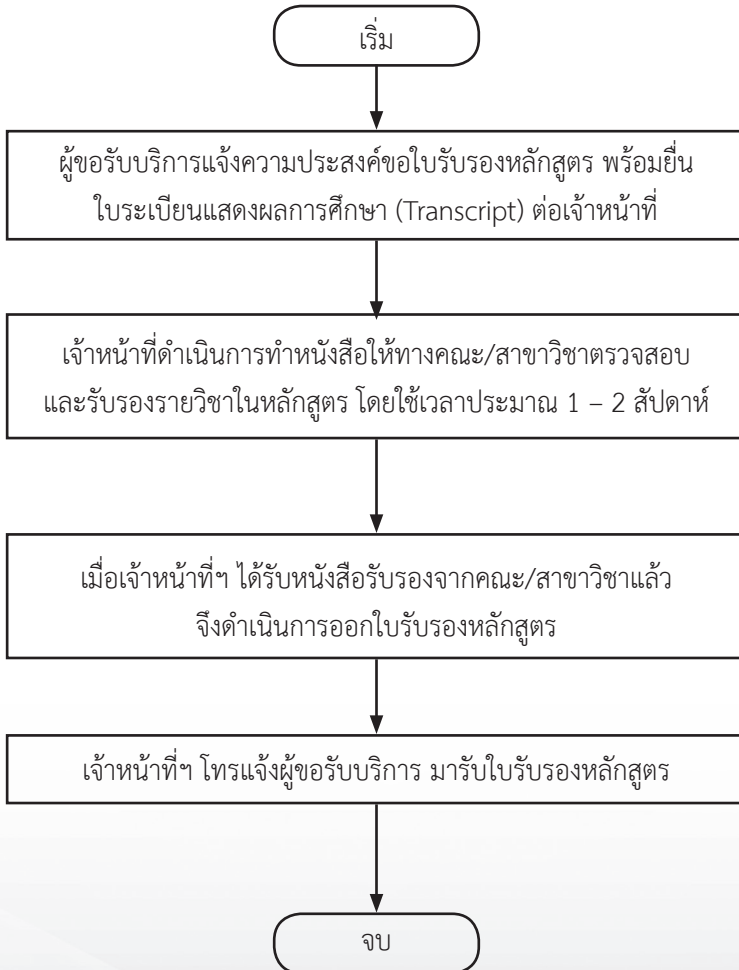 เริ่ม
ผู้ขอรับบริการแจ้งความประสงค์ขอใบรับรองหลักสูตร พร้อมยื่น
ใบระเบียนแสดงผลการศึกษา (Transcript) ต่อเจ้าหน้าที่
เจ้าหน้าที่ดำเนินการทำหนังสือให้ทางคณะ/สาขาวิชาตรวจสอบ
และรับรองรายวิชาในหลักสูตร โดยใช้เวลาประมาณ 1 – 2 สัปดาห์
เมื่อเจ้าหน้าที่ฯ ได้รับหนังสือรับรองจากคณะ/สาขาวิชาแล้ว
จึงดำเนินการออกใบรับรองหลักสูตร
เจ้าหน้าที่ฯ โทรแจ้งผู้ขอรับบริการ มารับใบรับรองหลักสูตร
จบ